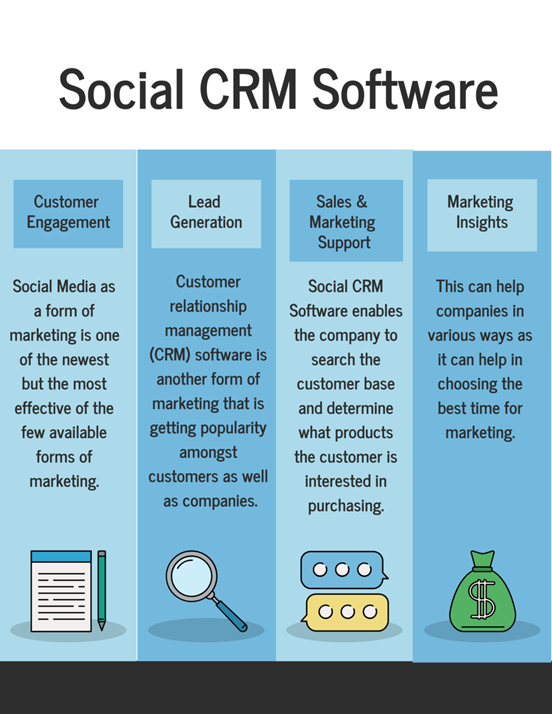 Social CRM Software
Customer
Engagement
Social Media as
a form of
marketing is one
of the newest
but the most
effective of the
few available
forms of
marketing.
Lead
Generation
Customer
relationship
management
(CRM) software is
another form of
marketing that is
getting popularity
amongst
customers as well
as companies.
Sales &
Marketing
Support
Social CRM
Software enables
the company to
search the
customer base
and determine
what products
the customer is
interested in
purchasing.
Marketing
Insights
This can help
companies in
various ways as
it can help in
choosing the
best time for
marketing.
$